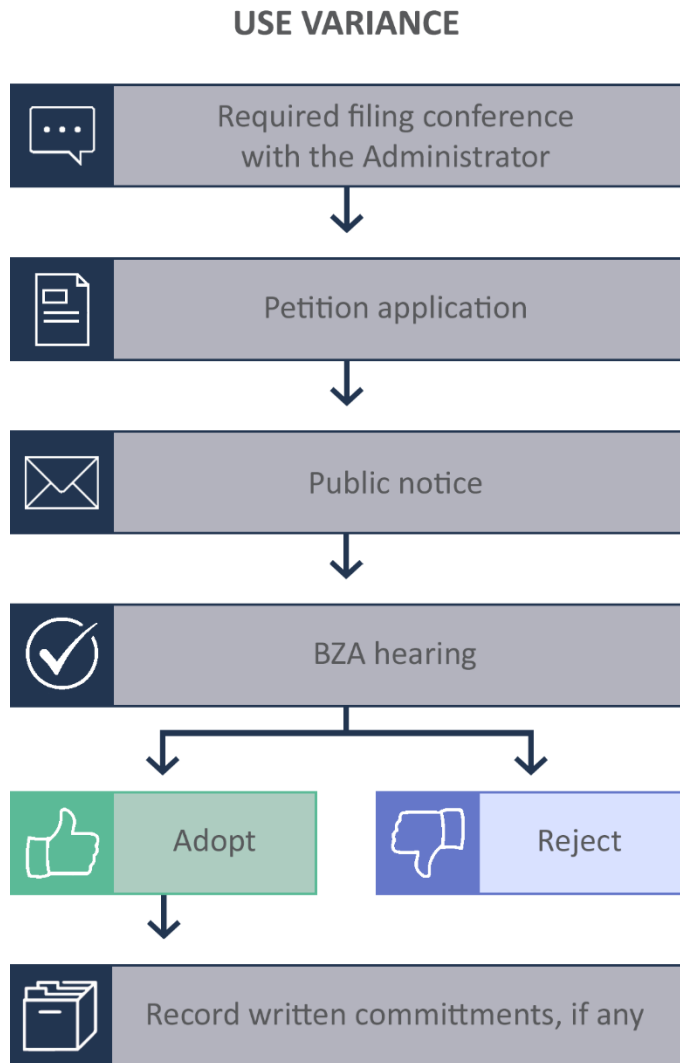 USE VARIANCE
Required filing conference
with the Administrator
Petition application
Public notice
BZA hearing
Adopt
Reject
Record written committments, if any